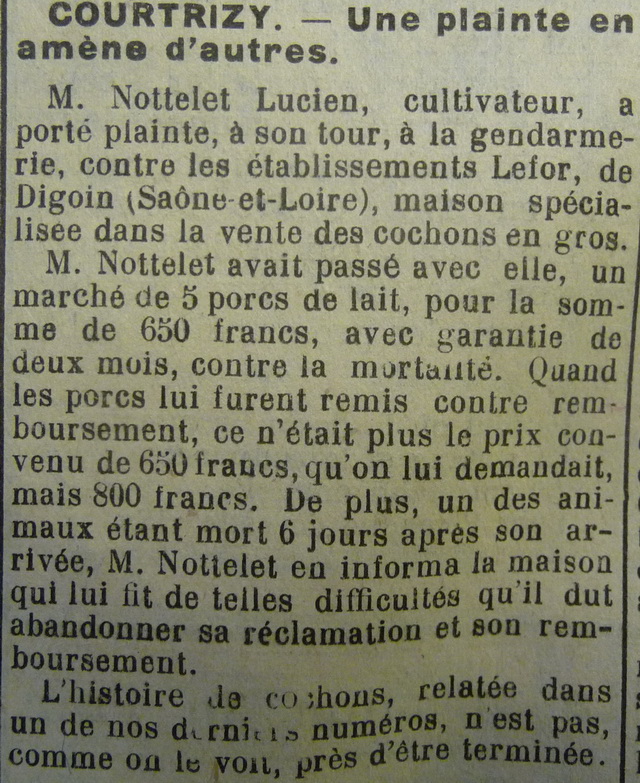 COURTRIZY. — Une plainte en
amène d'autres.
M. Nottelet Lucien, cultivateur, a
porté plainte, à son tour, à la gendarme-
rie, contre les établissements Lefor, de
Digoin (Saône-et-Loire), maison spécia-
lisée dans la vente des cochons en gros.
M. Nottelet avait passé avec elle, un
marché de 5 porcs de lait, pour la som-
me de 650 francs, avec garantie de
deux mois, contre la mortalité. Quand
les porcs lui furent remis contre rem-
boursement, ce n'était plus le prix con-
venu de 650 francs, qu'on lui demandait,
mais 800 francs. De plus, un des ani-
maux étant mort 6 jours après son ar-
rivée, M. Nottelet en informa la maison
qui lui fit de telles difficultés qu'il dut
abandonner sa réclamation et son rem-
boursement.
L'histoire de cochons, relatée dans
un de nos derniers numéros, n'est pas,
comme on le voit, près d'être terminée.